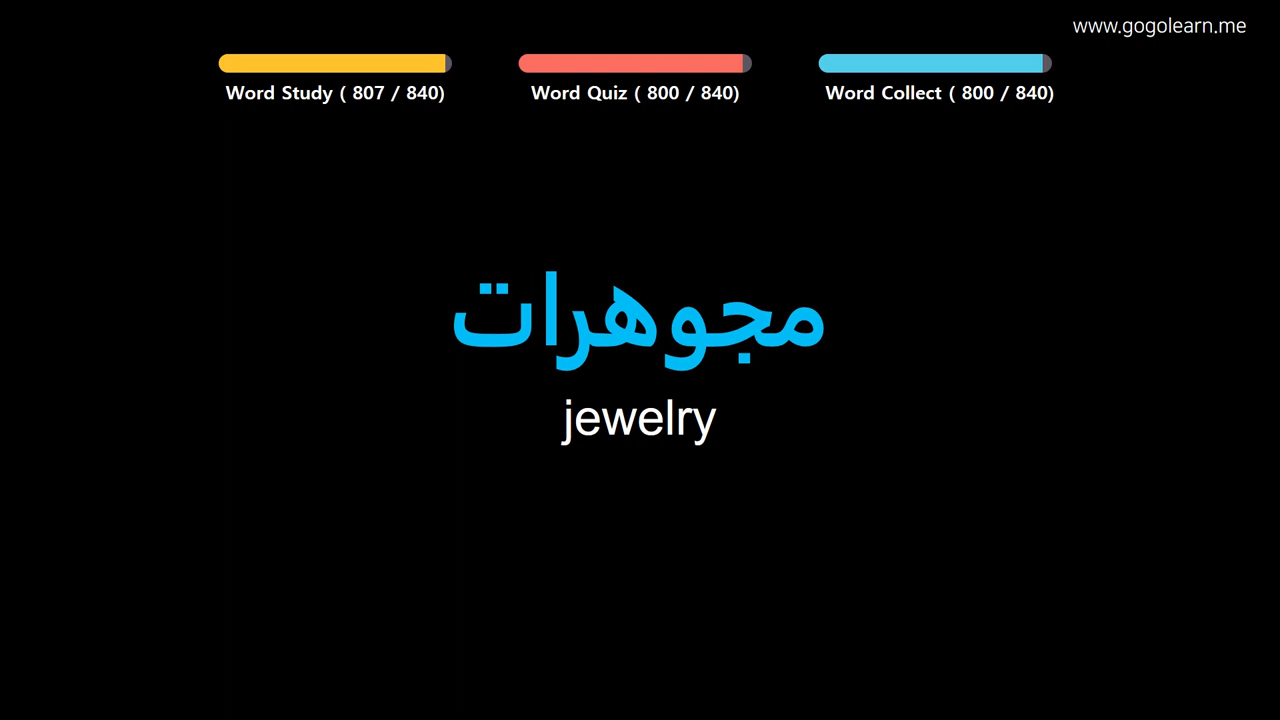 www.gogolearn.me
Word Study ( 807 / 840)
Word Quiz ( 800 / 840)
Word Collect ( 800 / 840)
مجوهرات
jewelry